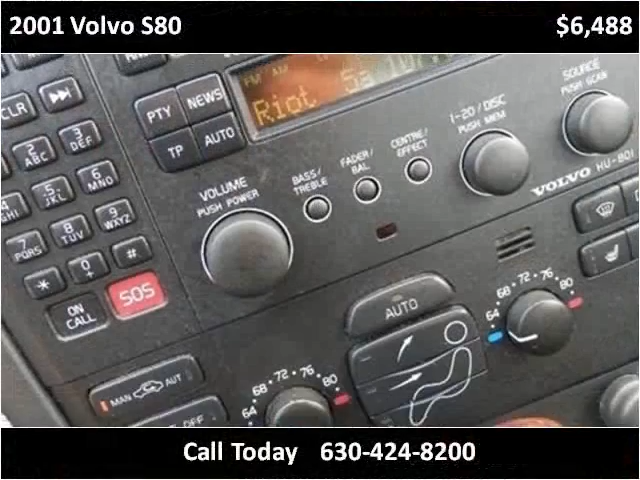 2001 Volvo S80 $6,488
CLR
PTY NEWS
TP AUTO
FM AM
Riot
SOURCE
PUSH SCAN
1-20/DISC
PUSH MEM
CENTRE/
EFFECT
FADER/
BAL
BASS/
TREBLE
VOLUME
PUSH POWER
VOLVO HU-801
2 ABC
3 DEF
4 GHI
5 JKL
6 MNO
7 PQRS
8 TUV
9 WXYZ
* 0 + #
ON
CALL
SOS
AUTO
64 68 72 76 80
MAN AUT
64 68 72 76 80
OFF
Call Today 630-424-8200